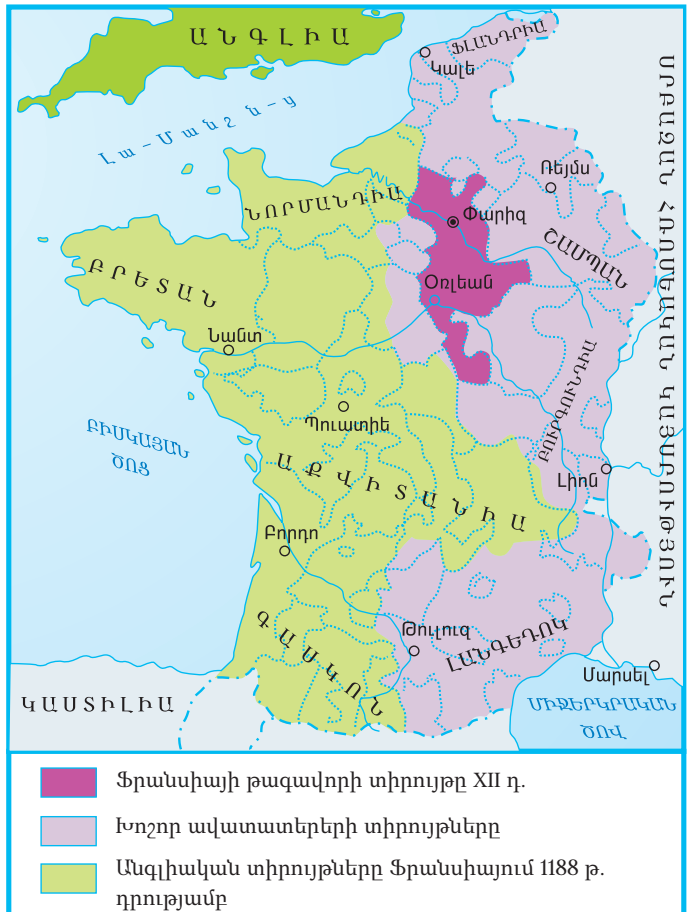 ԱՆԳԼԻԱ
ՖԼԱՆԴՐԻԱ
Կալե
Լա-Մանշ ն-ց
ՍՐԲԱԶԱՆ ՀՌՈՄԵԱԿԱՆ ԿԱՅՍՐՈՒԹՅՈՒՆ
Ռեյմս
ՆՈՐՄԱՆԴԻԱ
Փարիզ
ՇԱՄՊԱՆ
ԲՐԵՏԱՆ
Օռլեան
Նանտ
ԲՈՒՐԳՈՒՆԴԻԱ
Պուատիե
ԲԻՍԿԱՅԱՆ
ԾՈՑ
ԱՔՎԻՏԱՆԻԱ
Լիոն
Բորդո
ԳԱՍԿՈՆ
Թուլուզ
ԼԱՆԳԵԴՈԿ
Մարսել
ԿԱՍՏԻԼԻԱ
ՄԻՋԵՐԿՐԱԿԱՆ
ԾՈՎ
Ֆրանսիայի թագավորի տիրույթը XII դ.
Խոշոր ավատատերերի տիրույթները
Անգլիական տիրույթները Ֆրանսիայում 1188 թ.
դրությամբ